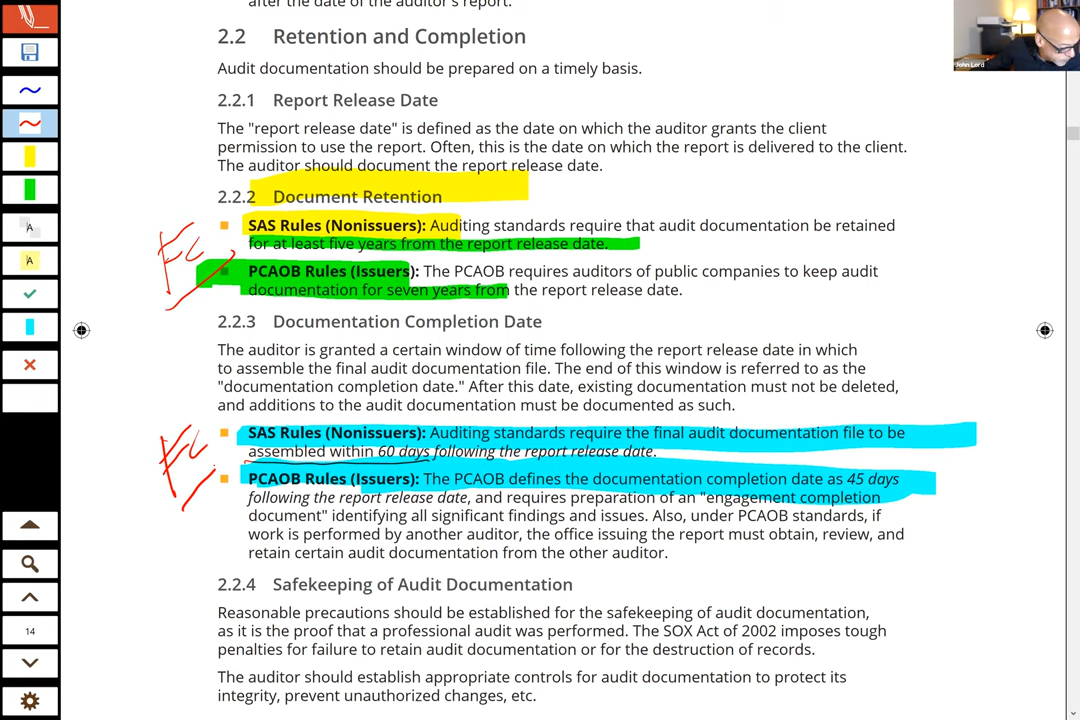 after the date of the auditor's report.
2.2 Retention and Completion
Audit documentation should be prepared on a timely basis.
2.2.1 Report Release Date
The "report release date" is defined as the date on which the auditor grants the client
permission to use the report. Often, this is the date on which the report is delivered to the client.
The auditor should document the report release date.
2.2.2 Document Retention
SAS Rules (Nonissuers): Auditing standards require that audit documentation be retained
for at least five years from the report release date.
FC
PCAOB Rules (Issuers): The PCAOB requires auditors of public companies to keep audit
documentation for seven years from the report release date.
2.2.3 Documentation Completion Date
The auditor is granted a certain window of time following the report release date in which
to assemble the final audit documentation file. The end of this window is referred to as the
"documentation completion date." After this date, existing documentation must not be deleted,
and additions to the audit documentation must be documented as such.
SAS Rules (Nonissuers): Auditing standards require the final audit documentation file to be
assembled within 60 days following the report release date.
FC
PCAOB Rules (Issuers): The PCAOB defines the documentation completion date as 45 days
following the report release date, and requires preparation of an "engagement completion
document" identifying all significant findings and issues. Also, under PCAOB standards, if
work is performed by another auditor, the office issuing the report must obtain, review, and
retain certain audit documentation from the other auditor.
2.2.4 Safekeeping of Audit Documentation
Reasonable precautions should be established for the safekeeping of audit documentation,
as it is the proof that a professional audit was performed. The SOX Act of 2002 imposes tough
penalties for failure to retain audit documentation or for the destruction of records.
The auditor should establish appropriate controls for audit documentation to protect its
integrity, prevent unauthorized changes, etc.
A
A
14
John Lord